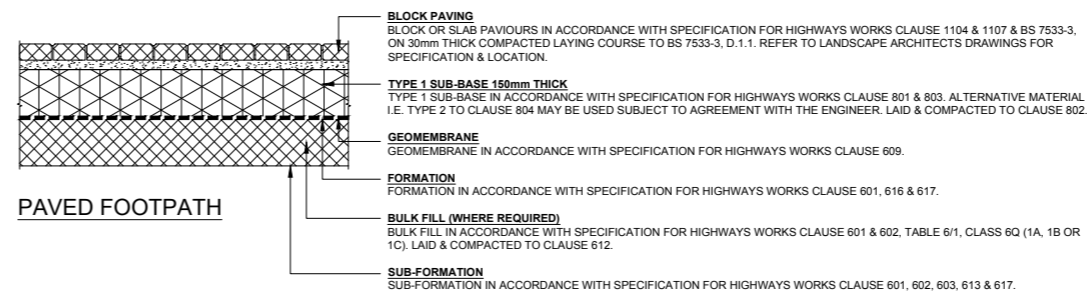 BLOCK PAVING
BLOCK OR SLAB PAVIOURS IN ACCORDANCE WITH SPECIFICATION FOR HIGHWAYS WORKS CLAUSE 1104 & 1107 & BS 7533-3,
ON 30mm THICK COMPACTED LAYING COURSE TO BS 7533-3, D.1.1. REFER TO LANDSCAPE ARCHITECTS DRAWINGS FOR
SPECIFICATION & LOCATION.
TYPE 1 SUB-BASE 150mm THICK
TYPE 1 SUB-BASE IN ACCORDANCE WITH SPECIFICATION FOR HIGHWAYS WORKS CLAUSE 801 & 803. ALTERNATIVE MATERIAL
I.E. TYPE 2 TO CLAUSE 804 MAY BE USED SUBJECT TO AGREEMENT WITH THE ENGINEER. LAID & COMPACTED TO CLAUSE 802.
GEOMEMBRANE
GEOMEMBRANE IN ACCORDANCE WITH SPECIFICATION FOR HIGHWAYS WORKS CLAUSE 609.
FORMATION
FORMATION IN ACCORDANCE WITH SPECIFICATION FOR HIGHWAYS WORKS CLAUSE 601, 616 & 617.
PAVED FOOTPATH
BULK FILL (WHERE REQUIRED)
BULK FILL IN ACCORDANCE WITH SPECIFICATION FOR HIGHWAYS WORKS CLAUSE 601 & 602, TABLE 6/1, CLASS 6Q (1A, 1B OR
1C). LAID & COMPACTED TO CLAUSE 612.
SUB-FORMATION
SUB-FORMATION IN ACCORDANCE WITH SPECIFICATION FOR HIGHWAYS WORKS CLAUSE 601, 602, 603, 613 & 617.